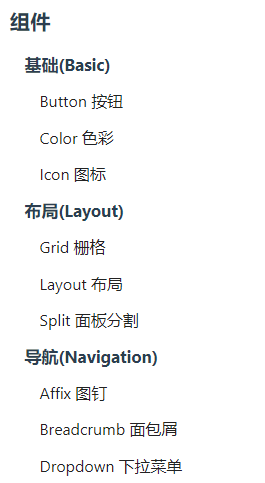 组件
基础(Basic)
Button 按钮
Color 色彩
Icon 图标
布局(Layout)
Grid 栅格
Layout 布局
Split 面板分割
导航(Navigation)
Affix 图钉
Breadcrumb 面包屑
Dropdown 下拉菜单